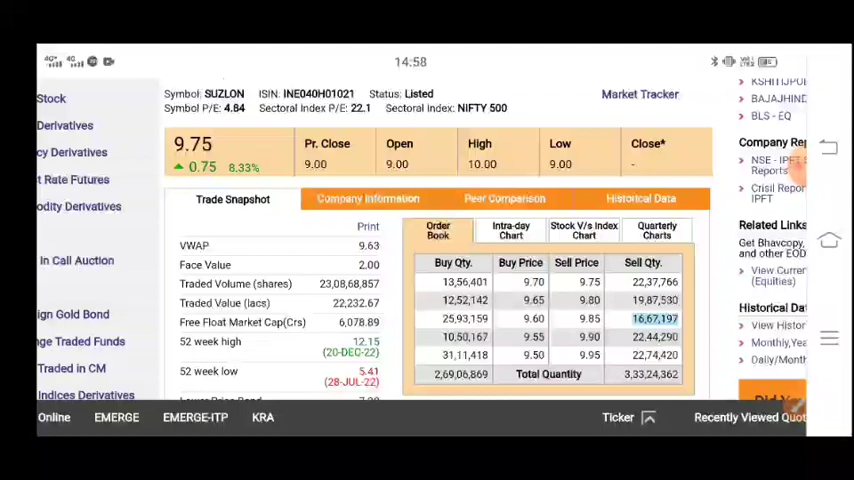 14:58
Symbol: SUZLON ISIN: INE040H01021 Status: Listed
Symbol P/E: 4.84 Sectoral Index P/E: 22.1 Sectoral Index: NIFTY 500
Market Tracker
Stock
Derivatives
cy Derivatives
t Rate Futures
odity Derivatives
In Call Auction
ign Gold Bond
nge Traded Funds
Traded in CM
Indices Derivatives
9.75
0.75 8.33%
Pr. Close Open High Low Close*
9.00 9.00 10.00 9.00 -
Trade Snapshot Company Information Peer Comparison Historical Data
Print
VWAP 9.63
Face Value 2.00
Traded Volume (shares) 23,08,68,857
Traded Value (lacs) 22,232.67
Free Float Market Cap(Crs) 6,078.89
52 week high 12.15
(20-DEC-22)
52 week low 5.41
(28-JUL-22)
Order Book Intra-day Chart Stock V/s Index Chart Quarterly Charts
Buy Qty. Buy Price Sell Price Sell Qty.
13,56,401 9.70 9.75 22,37,766
12,52,142 9.65 9.80 19,87,530
25,93,159 9.60 9.85 16,67,197
10,50,167 9.55 9.90 22,44,290
31,11,418 9.50 9.95 22,74,420
2,69,06,869 Total Quantity 3,33,24,362
KSHITIJPOL
BAJAJHIND
BLS - EQ
Company Rep
NSE - IPFT S
Reports
Crisil Repor
IPFT
Related Links
Get Bhavcopy,
and other EOD
View Curren
(Equities)
Historical Da
View Histor
Monthly,Yea
Daily/Month
Online EMERGE EMERGE-ITP KRA Ticker Recently Viewed Quot